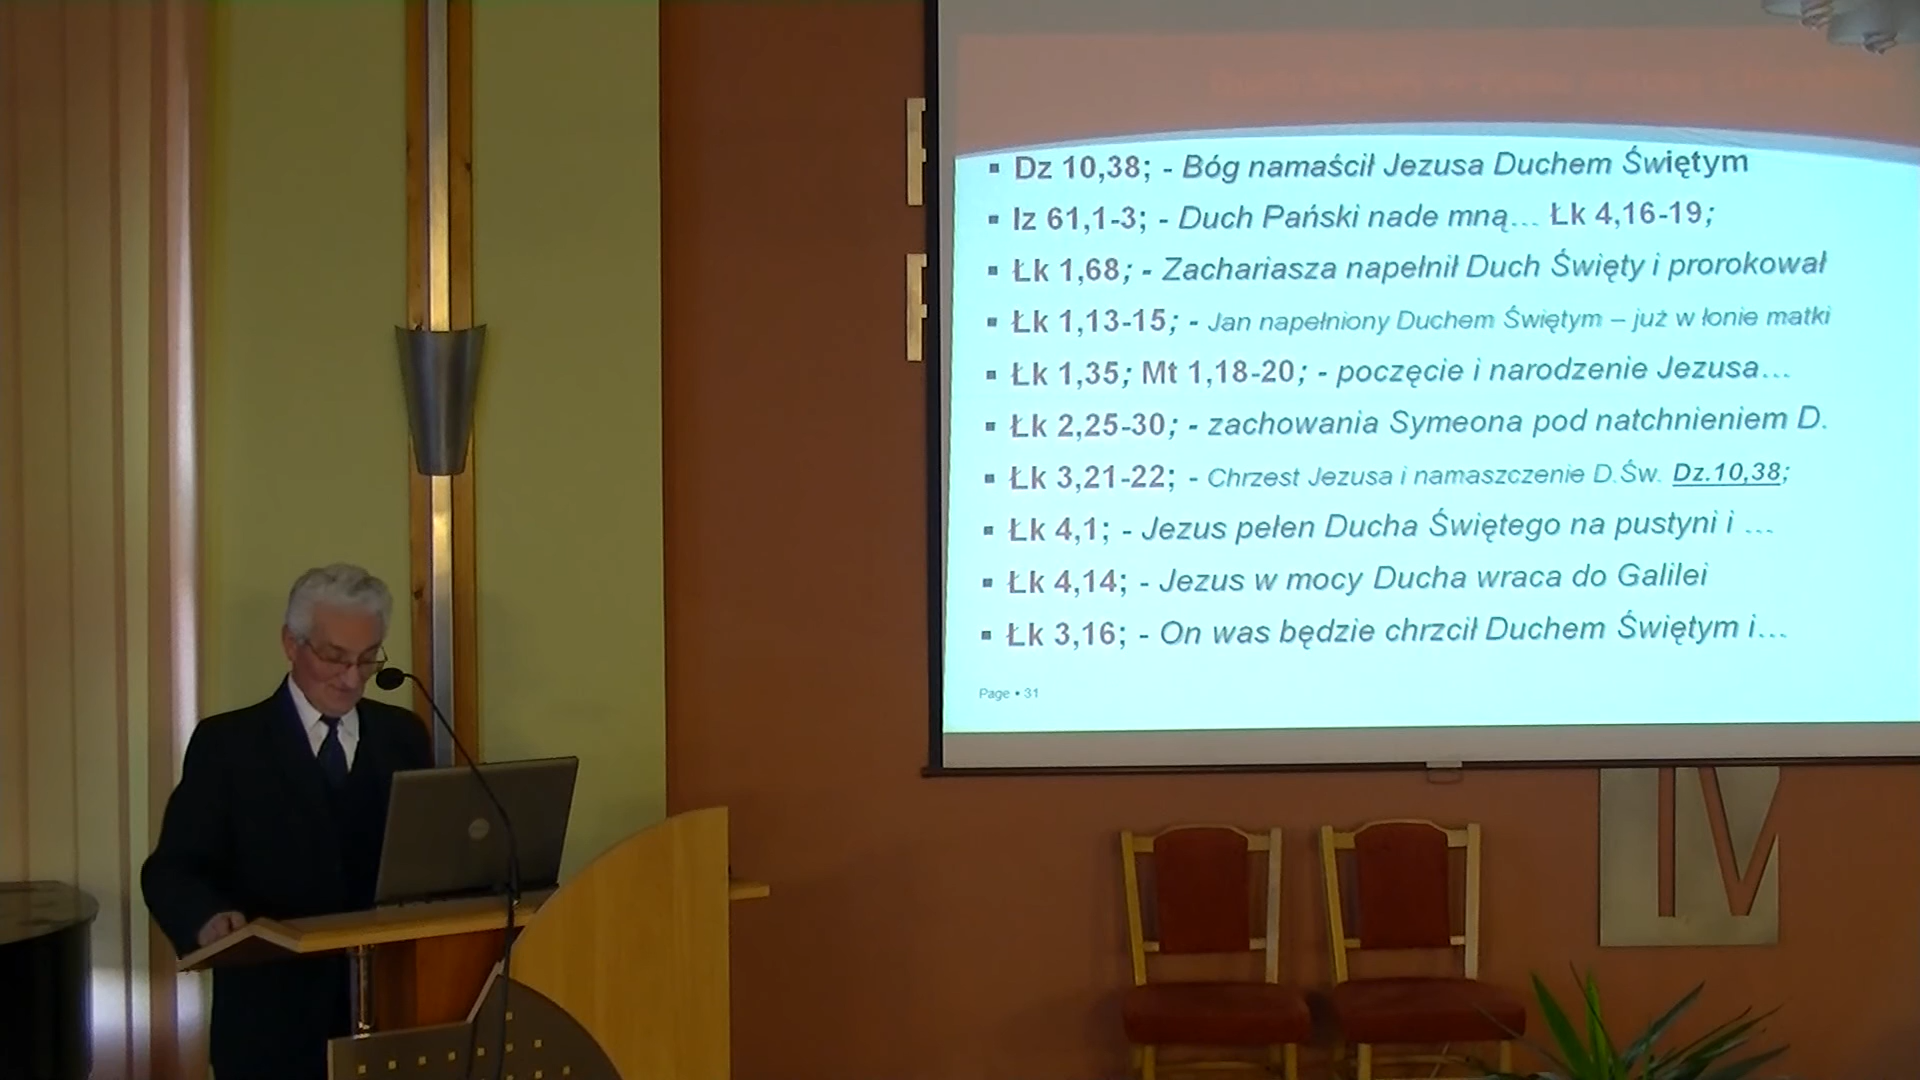 ▪ Dz 10,38; - Bóg namaścił Jezusa Duchem Świętym
▪ Iz 61,1-3; - Duch Pański nade mną... Łk 4,16-19;
▪ Łk 1,68; - Zachariasza napełnił Duch Święty i prorokował
▪ Łk 1,13-15; - Jan napełniony Duchem Świętym – już w łonie matki
▪ Łk 1,35; Mt 1,18-20; - poczęcie i narodzenie Jezusa...
▪ Łk 2,25-30; - zachowania Symeona pod natchnieniem D.
▪ Łk 3,21-22; - Chrzest Jezusa i namaszczenie D.Św. Dz.10,38;
▪ Łk 4,1; - Jezus pełen Ducha Świętego na pustyni i ...
▪ Łk 4,14; - Jezus w mocy Ducha wraca do Galilei
▪ Łk 3,16; - On was będzie chrzcił Duchem Świętym i...
Page ▪ 31
IV